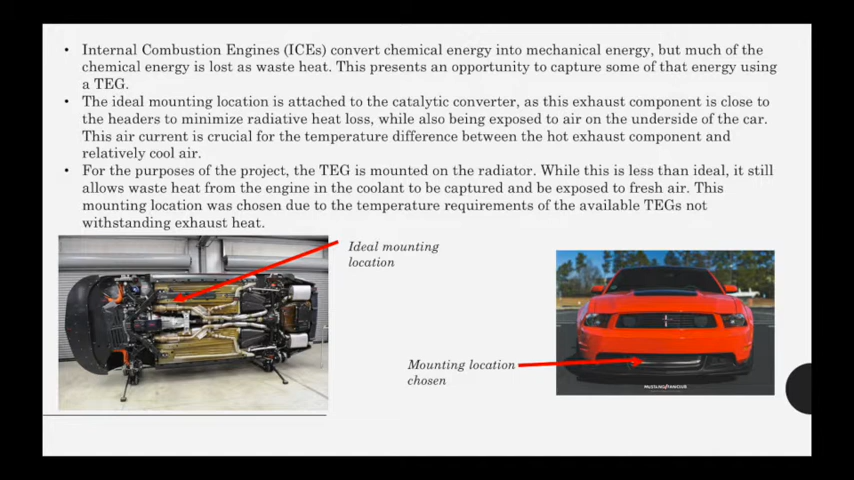 • Internal Combustion Engines (ICEs) convert chemical energy into mechanical energy, but much of the
chemical energy is lost as waste heat. This presents an opportunity to capture some of that energy using
a TEG.
• The ideal mounting location is attached to the catalytic converter, as this exhaust component is close to
the headers to minimize radiative heat loss, while also being exposed to air on the underside of the car.
This air current is crucial for the temperature difference between the hot exhaust component and
relatively cool air.
• For the purposes of the project, the TEG is mounted on the radiator. While this is less than ideal, it still
allows waste heat from the engine in the coolant to be captured and be exposed to fresh air. This
mounting location was chosen due to the temperature requirements of the available TEGs not
withstanding exhaust heat.
Ideal mounting
location
Mounting location
chosen